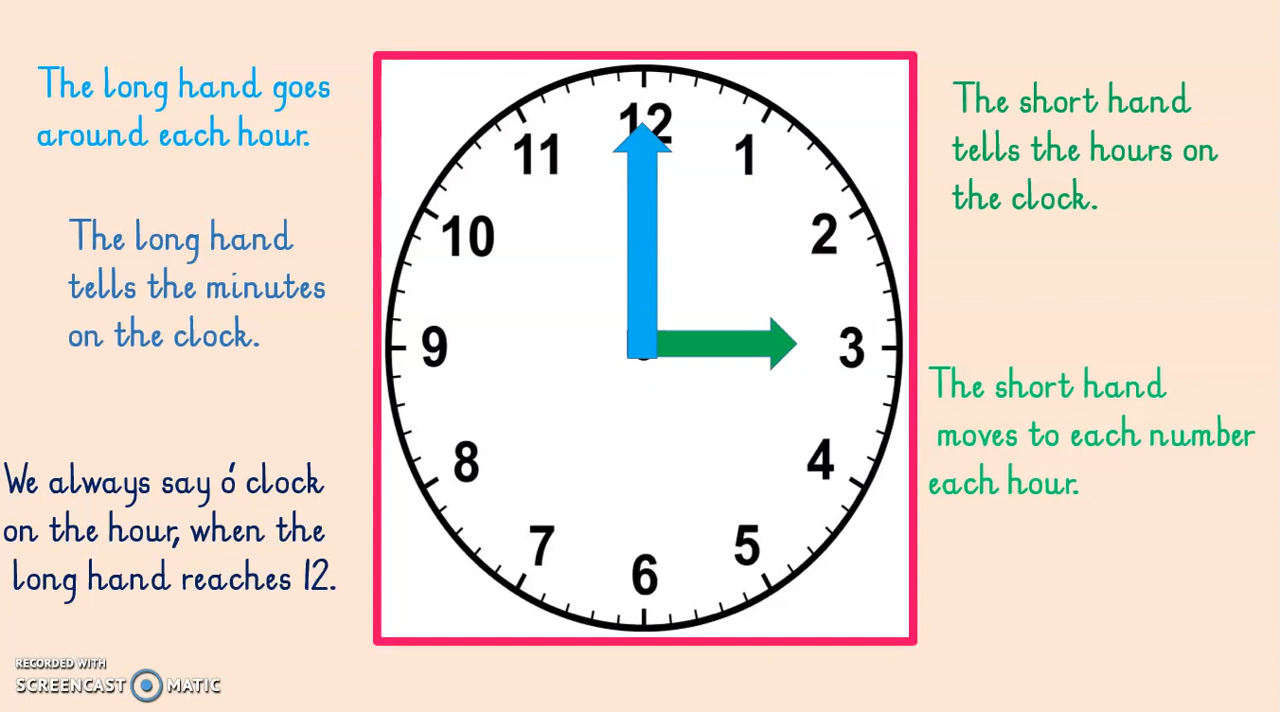 The long hand goes
around each hour.
The long hand
tells the minutes
on the clock.
We always say ó clock
on the hour, when the
long hand reaches 12.
12
11
1
10
2
9
3
8
4
7
5
6
The short hand
tells the hours on
the clock.
The short hand
moves to each number
each hour.
RECORDED WITH
SCREENCAST MATIC